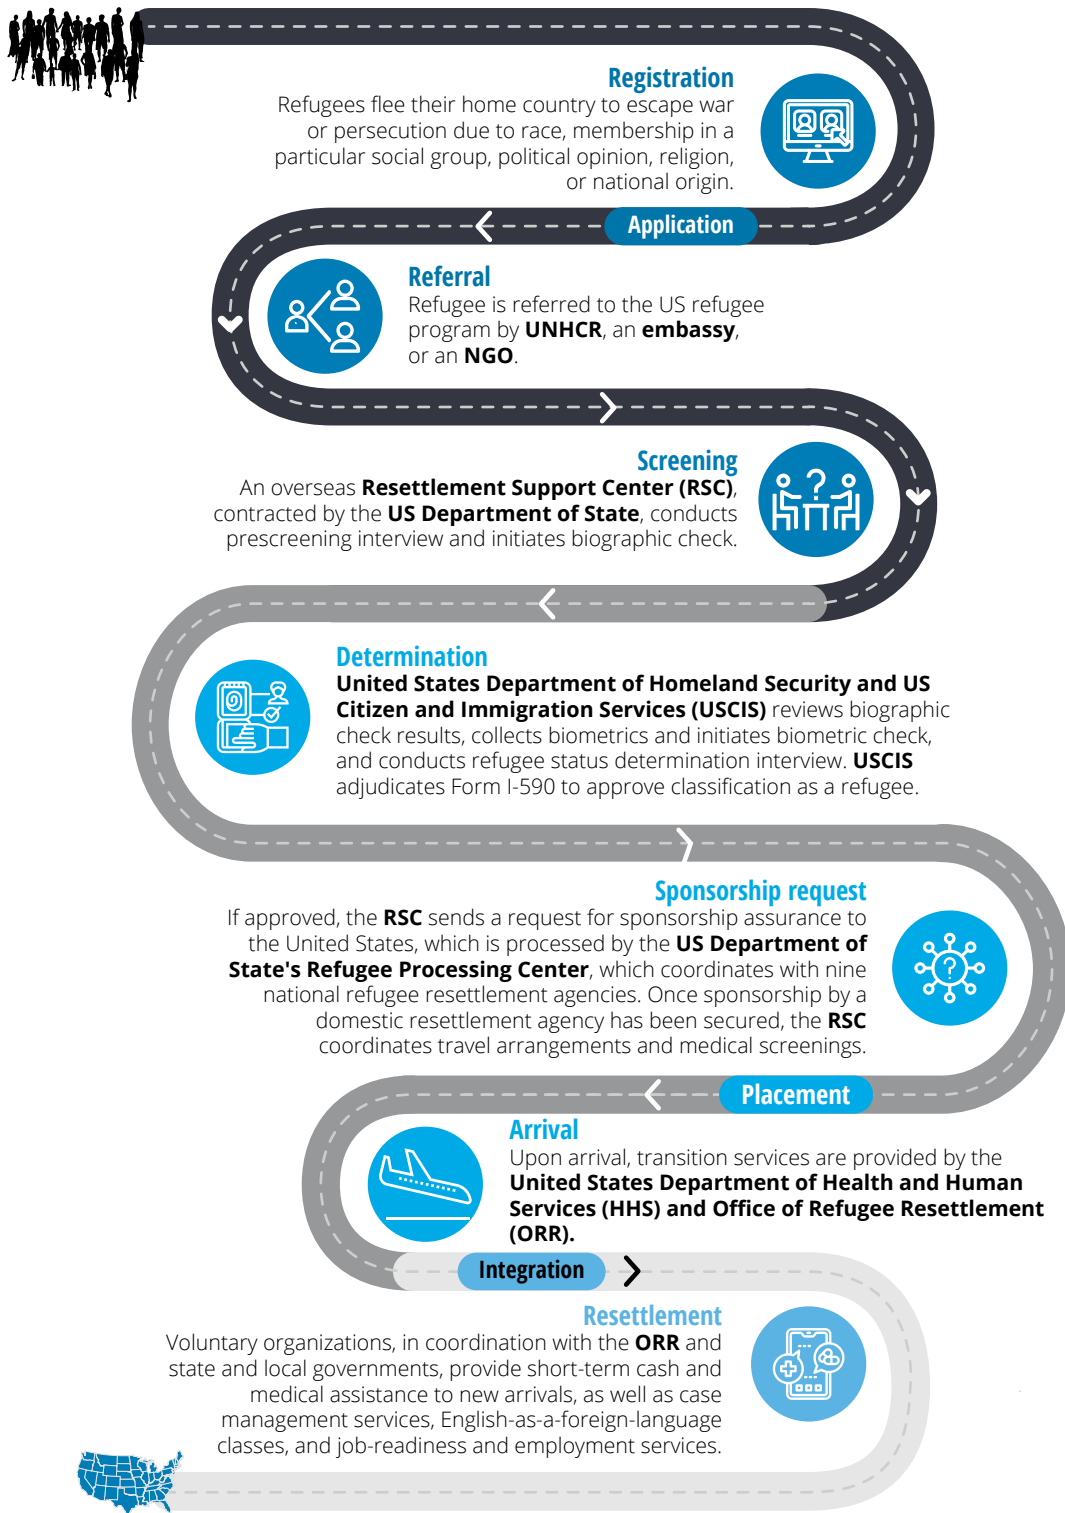 Registration
Refugees flee their home country to escape war
or persecution due to race, membership in a
particular social group, political opinion, religion,
or national origin.
Application
Referral
Refugee is referred to the US refugee
program by UNHCR, an embassy,
or an NGO.
Screening
An overseas Resettlement Support Center (RSC),
contracted by the US Department of State, conducts
prescreening interview and initiates biographic check.
Determination
United States Department of Homeland Security and US
Citizen and Immigration Services (USCIS) reviews biographic
check results, collects biometrics and initiates biometric check,
and conducts refugee status determination interview. USCIS
adjudicates Form I-590 to approve classification as a refugee.
Sponsorship request
If approved, the RSC sends a request for sponsorship assurance to
the United States, which is processed by the US Department of
State's Refugee Processing Center, which coordinates with nine
national refugee resettlement agencies. Once sponsorship by a
domestic resettlement agency has been secured, the RSC
coordinates travel arrangements and medical screenings.
Placement
Arrival
Upon arrival, transition services are provided by the
United States Department of Health and Human
Services (HHS) and Office of Refugee Resettlement
(ORR).
Integration
Resettlement
Voluntary organizations, in coordination with the ORR and
state and local governments, provide short-term cash and
medical assistance to new arrivals, as well as case
management services, English-as-a-foreign-language
classes, and job-readiness and employment services.